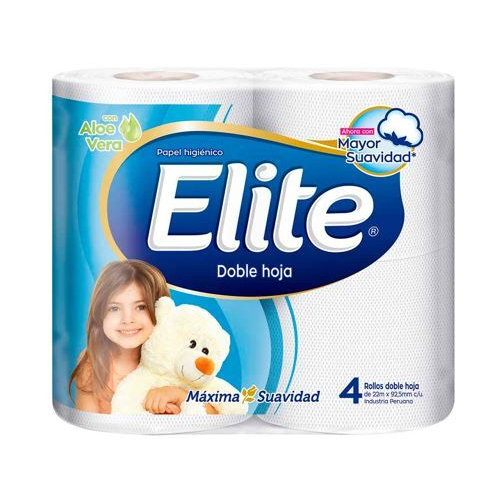 con
Aloe
Vera
Papel higiénico
Elite®
Doble hoja
Ahora con
Mayor
Suavidad*
Máxima Suavidad
4 Rollos doble hoja
de 22m x 92,5mm c/u.
Industria Peruana